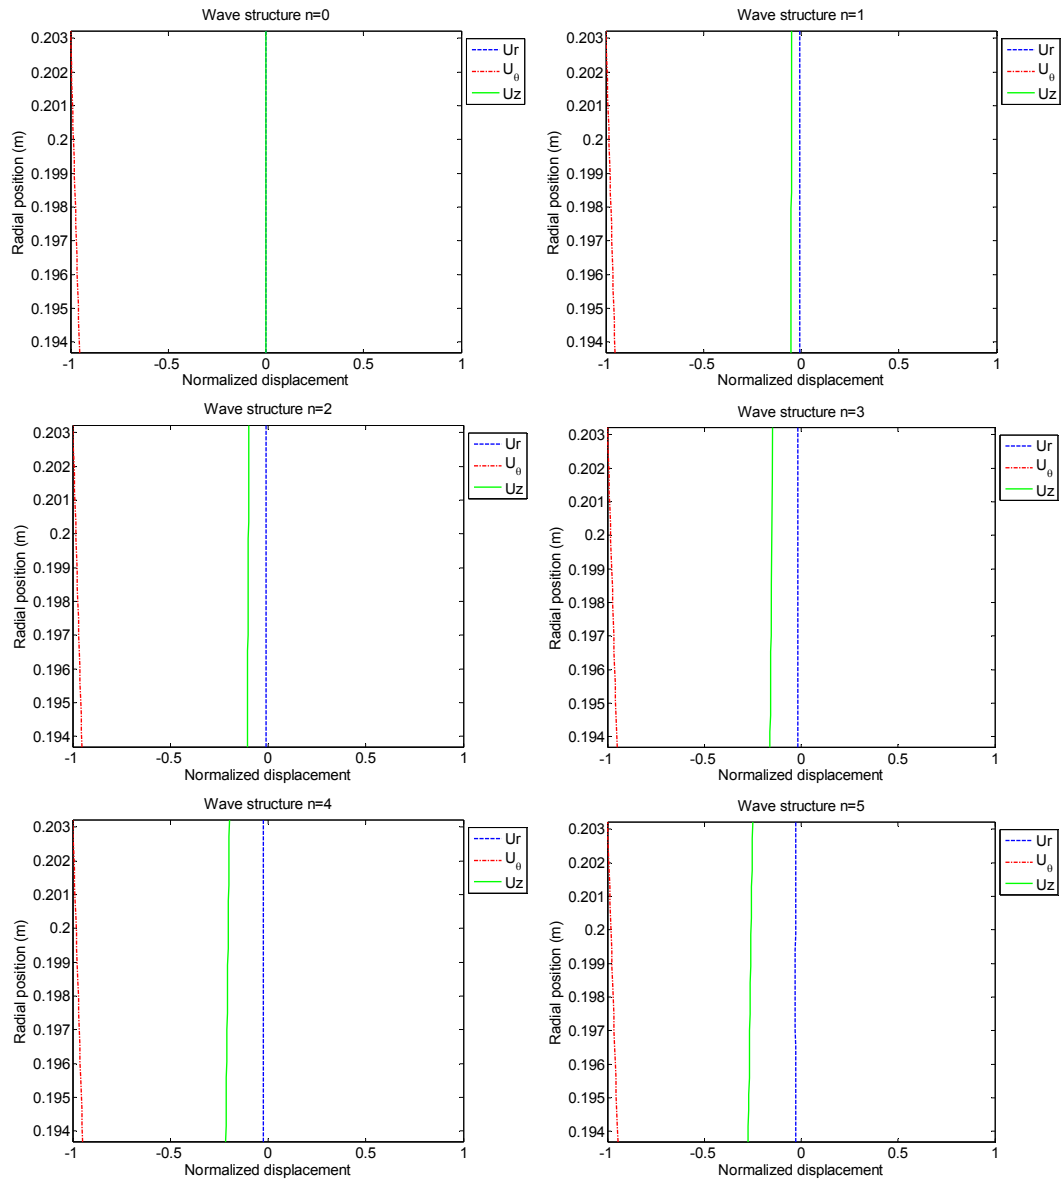 Wave structure n=0
0.203
0.202
0.201
0.2
0.199
0.198
0.197
0.196
0.195
0.194
Radial position (m)
-1
-0.5
0
0.5
1
Normalized displacement
Ur
Uθ
Uz
Wave structure n=1
0.203
0.202
0.201
0.2
0.199
0.198
0.197
0.196
0.195
0.194
Radial position (m)
-1
-0.5
0
0.5
1
Normalized displacement
Ur
Uθ
Uz
Wave structure n=2
0.203
0.202
0.201
0.2
0.199
0.198
0.197
0.196
0.195
0.194
Radial position (m)
-1
-0.5
0
0.5
1
Normalized displacement
Ur
Uθ
Uz
Wave structure n=3
0.203
0.202
0.201
0.2
0.199
0.198
0.197
0.196
0.195
0.194
Radial position (m)
-1
-0.5
0
0.5
1
Normalized displacement
Ur
Uθ
Uz
Wave structure n=4
0.203
0.202
0.201
0.2
0.199
0.198
0.197
0.196
0.195
0.194
Radial position (m)
-1
-0.5
0
0.5
1
Normalized displacement
Ur
Uθ
Uz
Wave structure n=5
0.203
0.202
0.201
0.2
0.199
0.198
0.197
0.196
0.195
0.194
Radial position (m)
-1
-0.5
0
0.5
1
Normalized displacement
Ur
Uθ
Uz